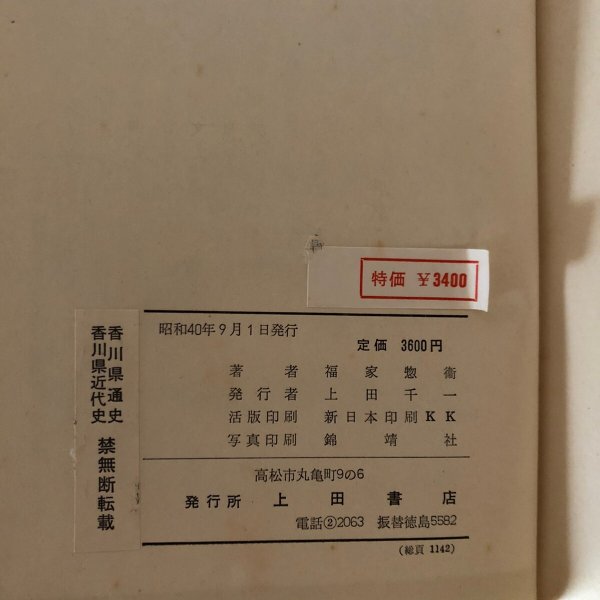 特価 ¥3400
昭和40年9月1日発行
定価 3600円
著者 福家惣衛
発行者 上田千一
活版印刷 新日本印刷KK
写真印刷 錦靖社
高松市丸亀町9の6
発行所 上田書店
電話②2063 振替徳島5582
(総頁 1142)
香川県通史
香川県近代史
禁無断転載